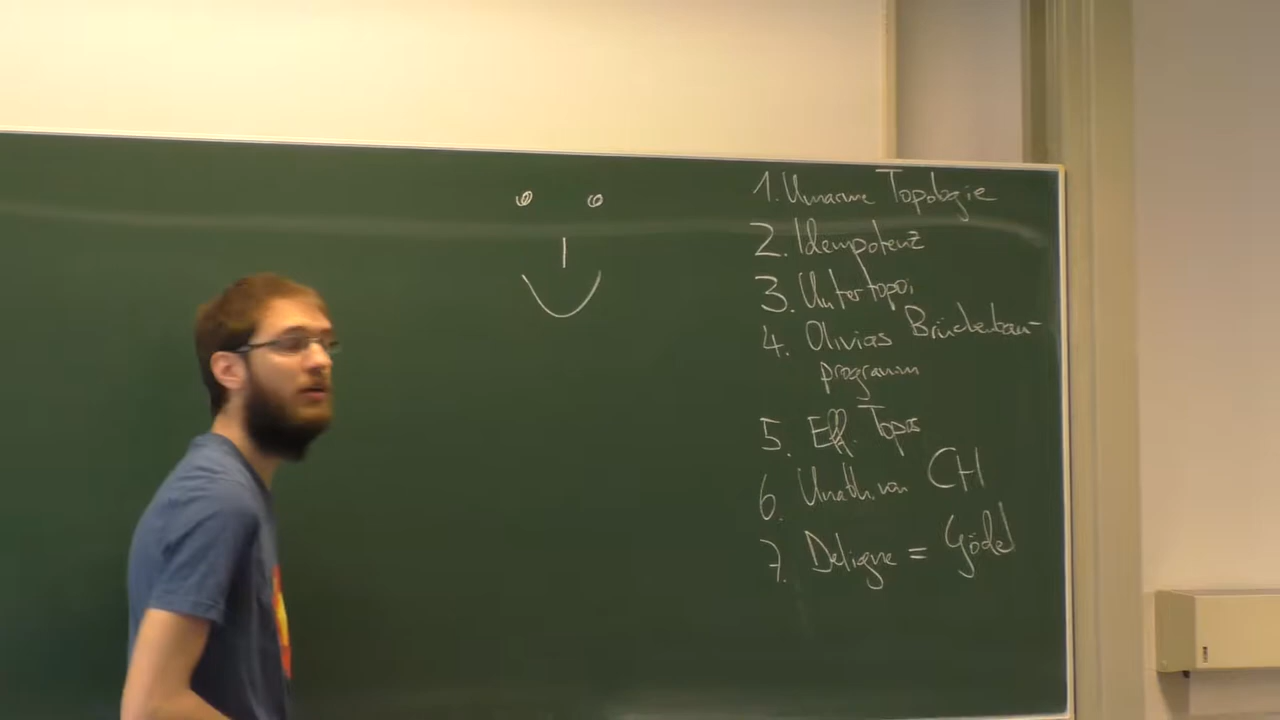 1. Unarme Topologie
2. Idempotenz
3. Untertopoi
4. Olivias Brückenbau-
programm
5. Eff. Topos
6. Unabh. von CH
7. Deligne = Gödel